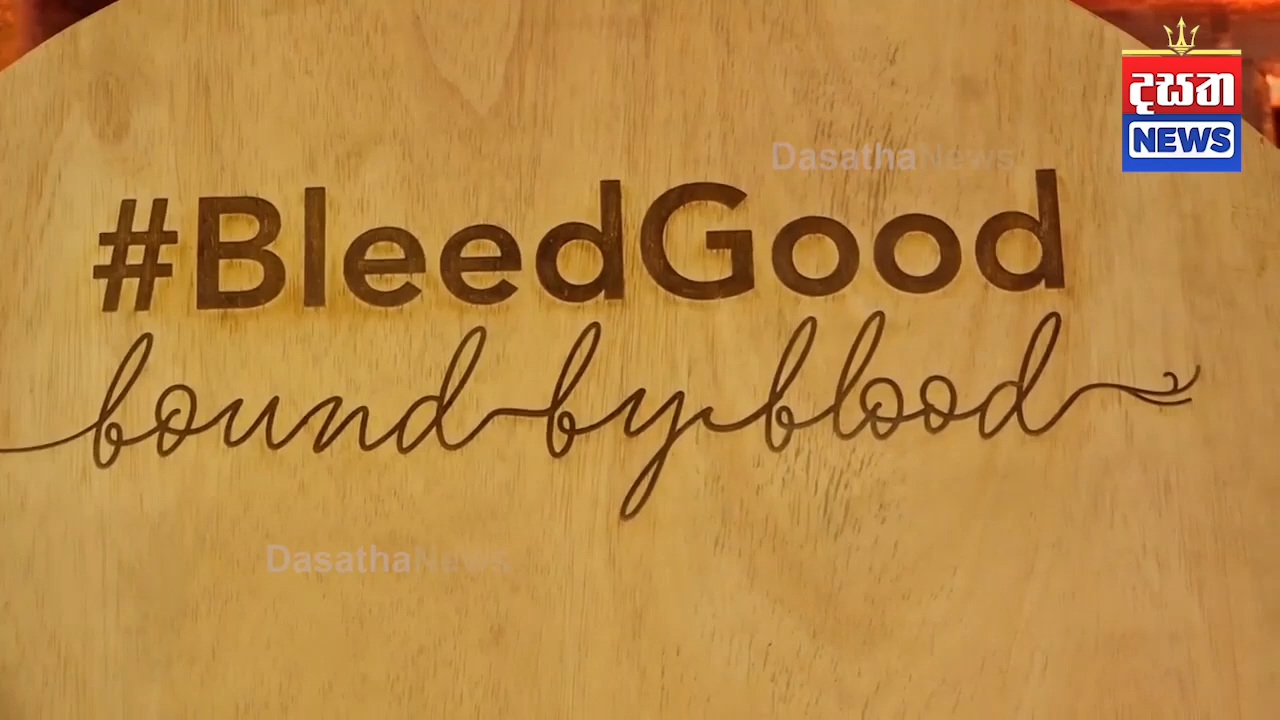 දසත
NEWS
DasathaNews
#BleedGood
bound by blood
DasathaNews